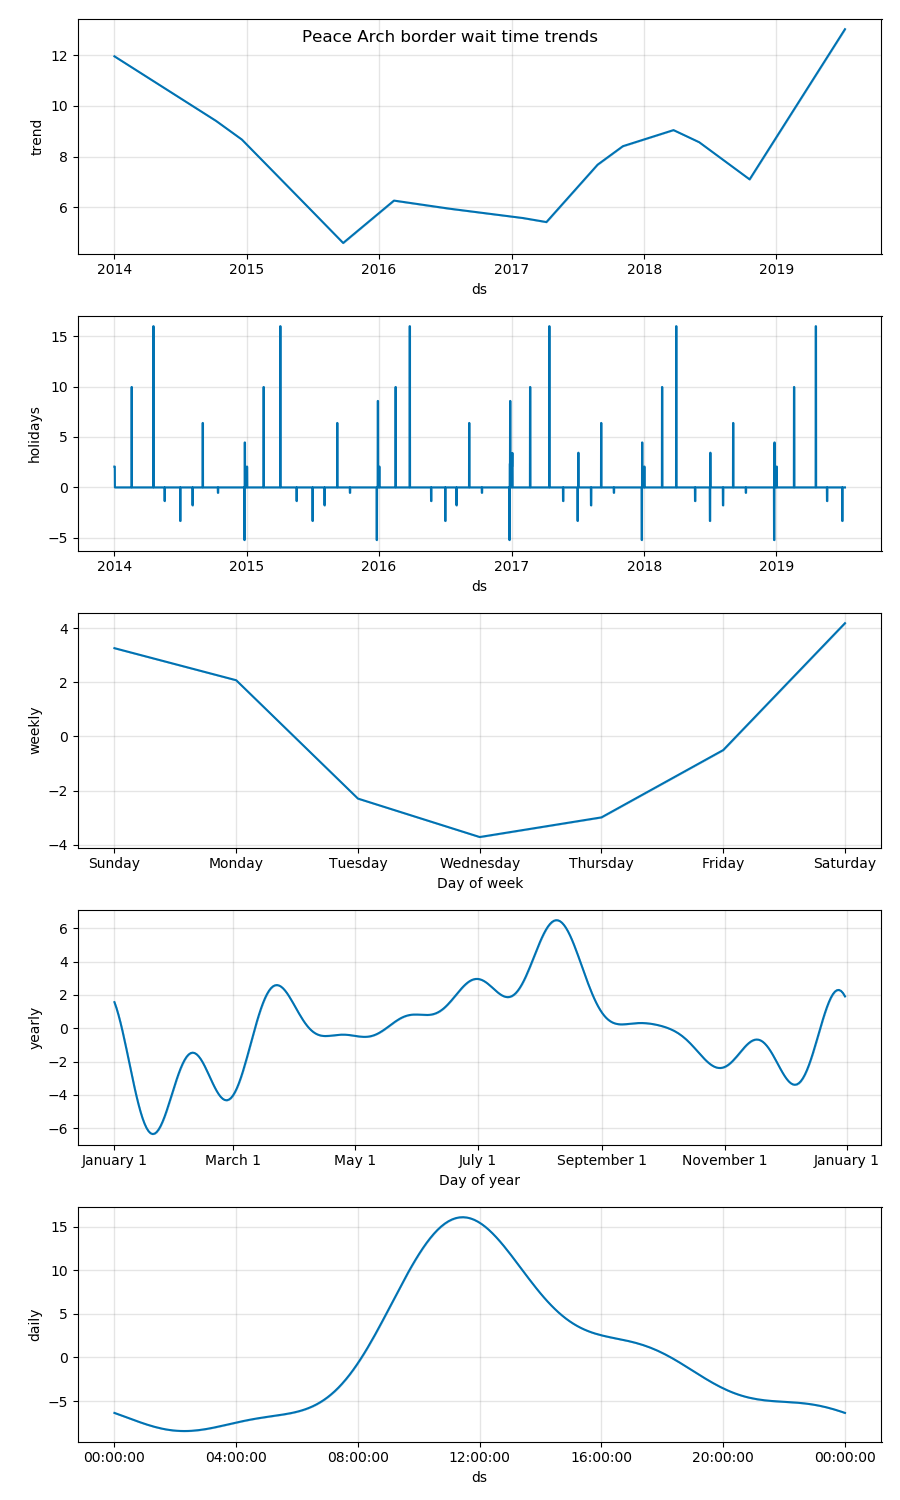 Peace Arch border wait time trends
12
10
8
6
trend
2014 2015 2016 2017 2018 2019
ds
15
10
5
0
−5
holidays
2014 2015 2016 2017 2018 2019
ds
4
2
0
−2
−4
weekly
Sunday Monday Tuesday Wednesday Thursday Friday Saturday
Day of week
6
4
2
0
−2
−4
−6
yearly
January 1 March 1 May 1 July 1 September 1 November 1 January 1
Day of year
15
10
5
0
−5
daily
00:00:00 04:00:00 08:00:00 12:00:00 16:00:00 20:00:00 00:00:00
ds